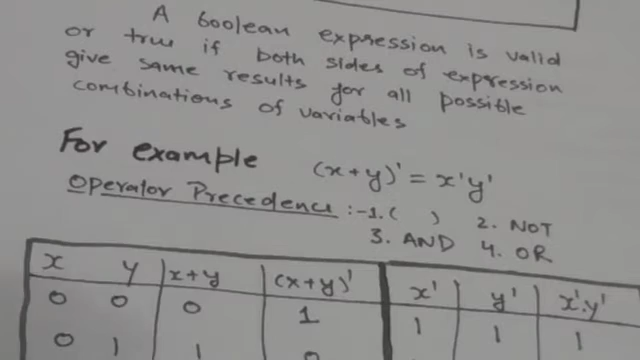 A boolean expression is valid
or true if both sides of expression
give same results for all possible
combinations of variables
For example (x+y)' = x'y'
Operator Precedence :-1. ( ) 2. NOT
3. AND 4. OR
x y x+y (x+y)' x' y' x'.y'
0 0 0 1 1 1 1
0 1 1 0